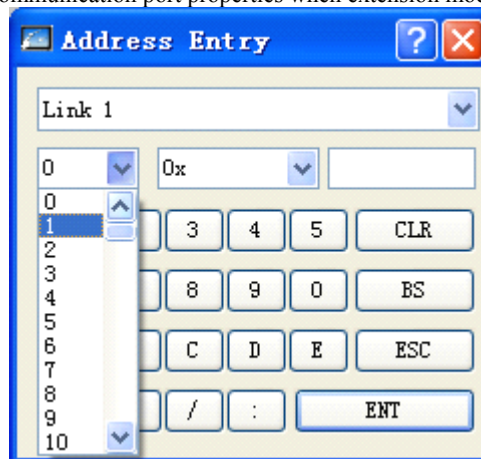 Address Entry
Link 1
0 0x
0
1 3 4 5 CLR
2
3 8 9 0 BS
4
5
6 C D E ESC
7
8 / : ENT
9
10